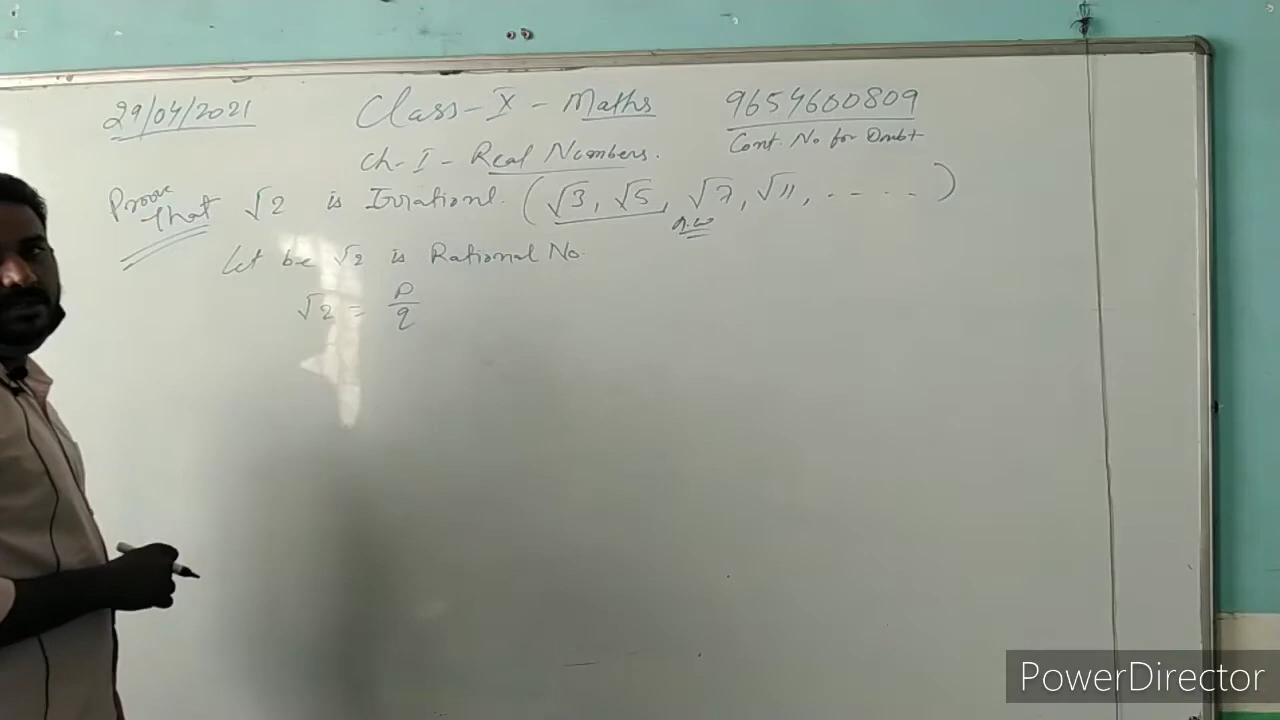 29/04/2021 Class-X-Maths 9654600809
Cont. No for Doubt
Ch-I-Real Numbers.
Prove that √2 is Irrational. (√3, √5, √7, √11, - - - - -)
H.W
Let be √2 is Rational No.
√2 = p/q
PowerDirector